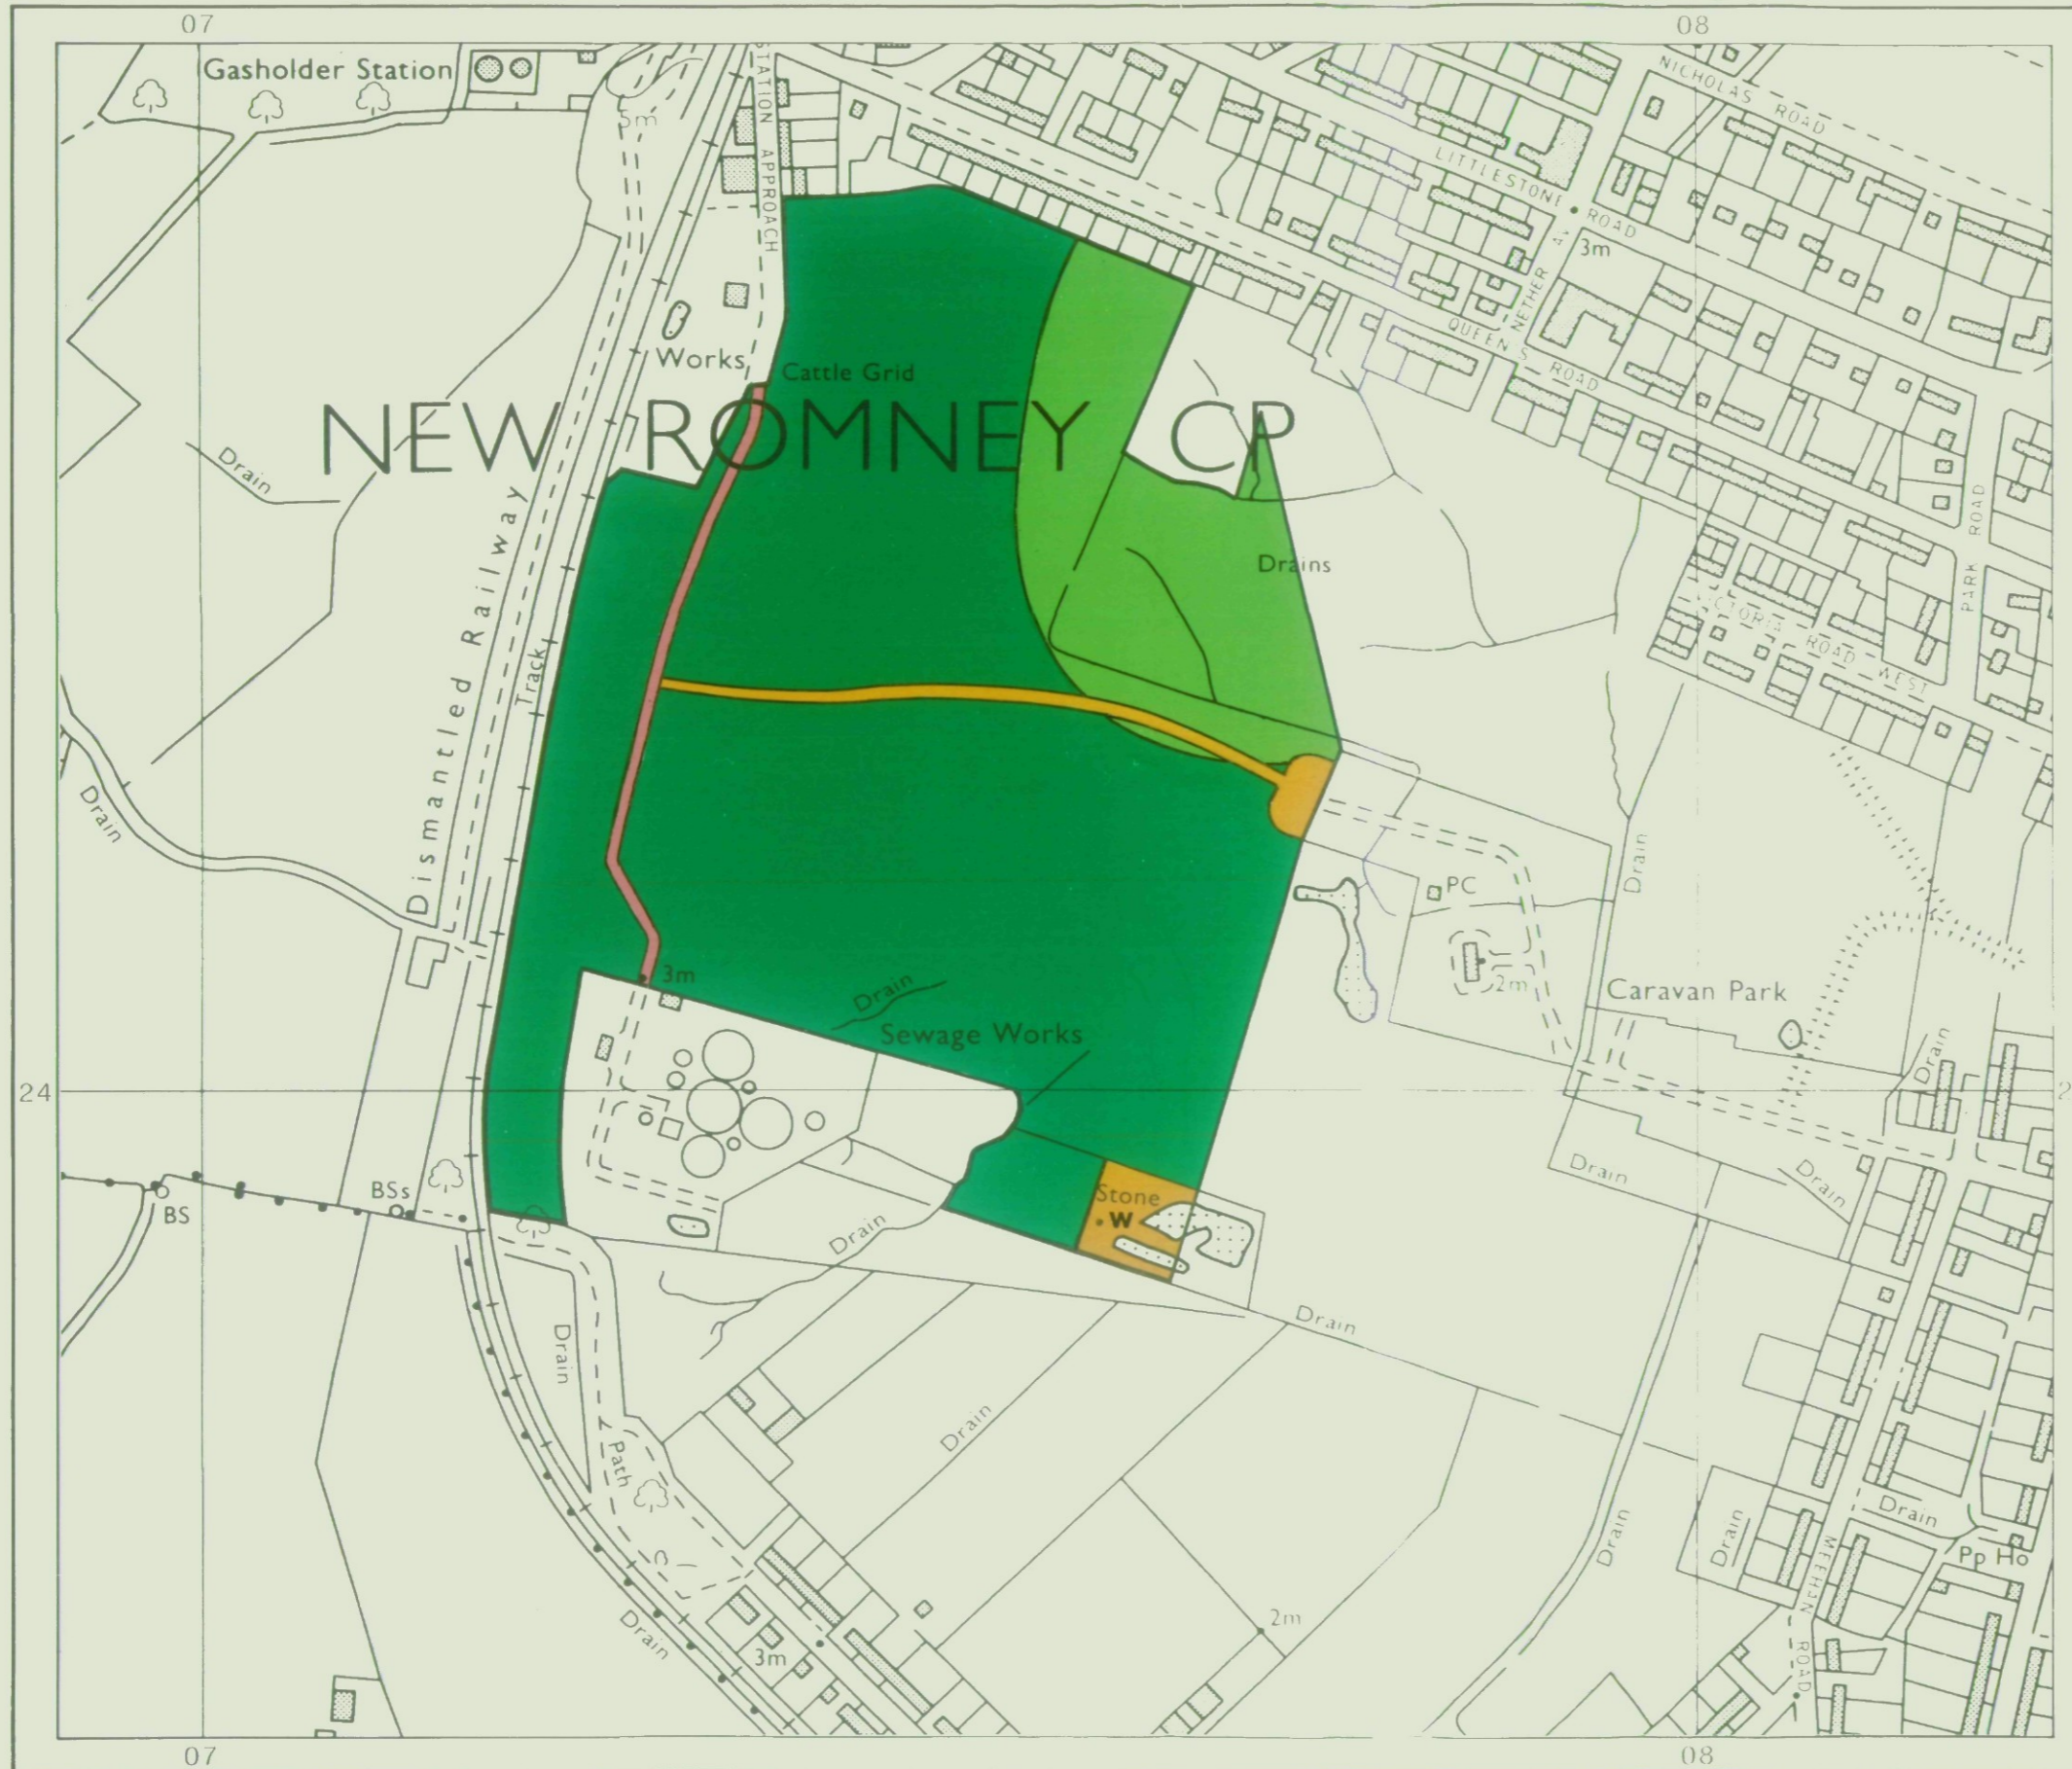 07
08
Gasholder Station
5m
STATION APPROACH
NICHOLAS ROAD
LITTLESTONE ROAD
3m
NETHER AV
QUEEN'S ROAD
Works
Cattle Grid
NEW ROMNEY CP
Drain
Dismantled Railway
Track
Drains
PARK ROAD
VICTORIA ROAD WEST
Drain
Drain
PC
2m
Caravan Park
3m
Drain
Sewage Works
Drain
24
2
BSs
BS
Stone
W
Drain
Drain
Drain
Drain
Drain
Path
Drain
Drain
Drain
Drain
Pp Ho
MEEHAN ROAD
2m
Drain
3m
07
08